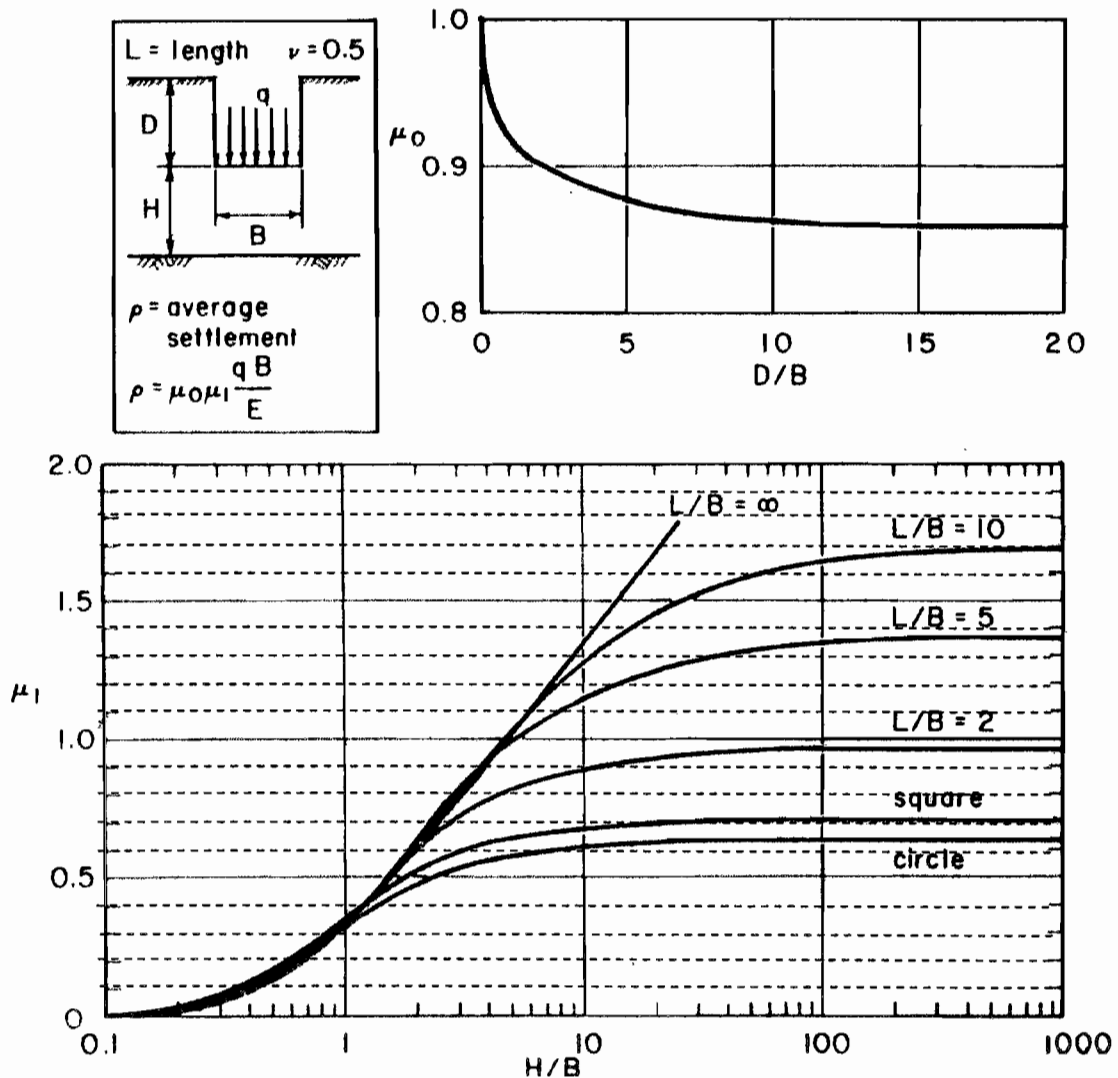 L = length ν = 0.5
D
q
H
B
ρ = average
settlement
ρ = μ0μ1 qB/E
μ0
1.0
0.9
0.8
0 5 10 15 20
D/B
2.0
1.5
1.0
0.5
0
μ1
L/B = ∞
L/B = 10
L/B = 5
L/B = 2
square
circle
0.1 1 10 100 1000
H/B